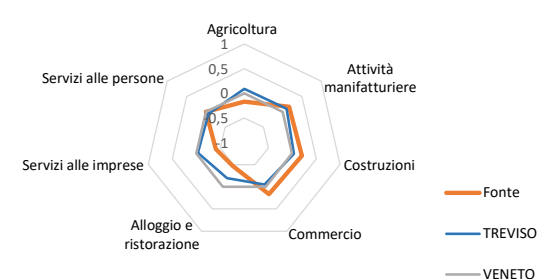 Agricoltura
1
0,5
0
0,5
-1
Attività
manifatturiere
Costruzioni
Commercio
Alloggio e
ristorazione
Servizi alle imprese
Servizi alle persone
Fonte
TREVISO
VENETO